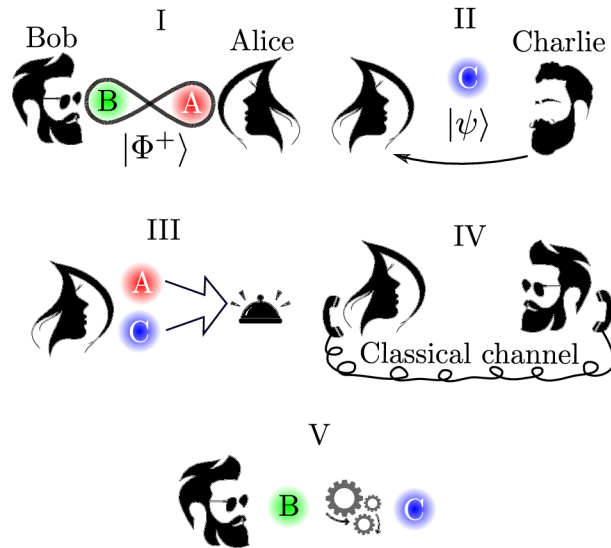 I
Bob
Alice
B
A
|Φ⁺⟩
II
Charlie
C
|ψ⟩
III
A
C
IV
Classical channel
V
B
C